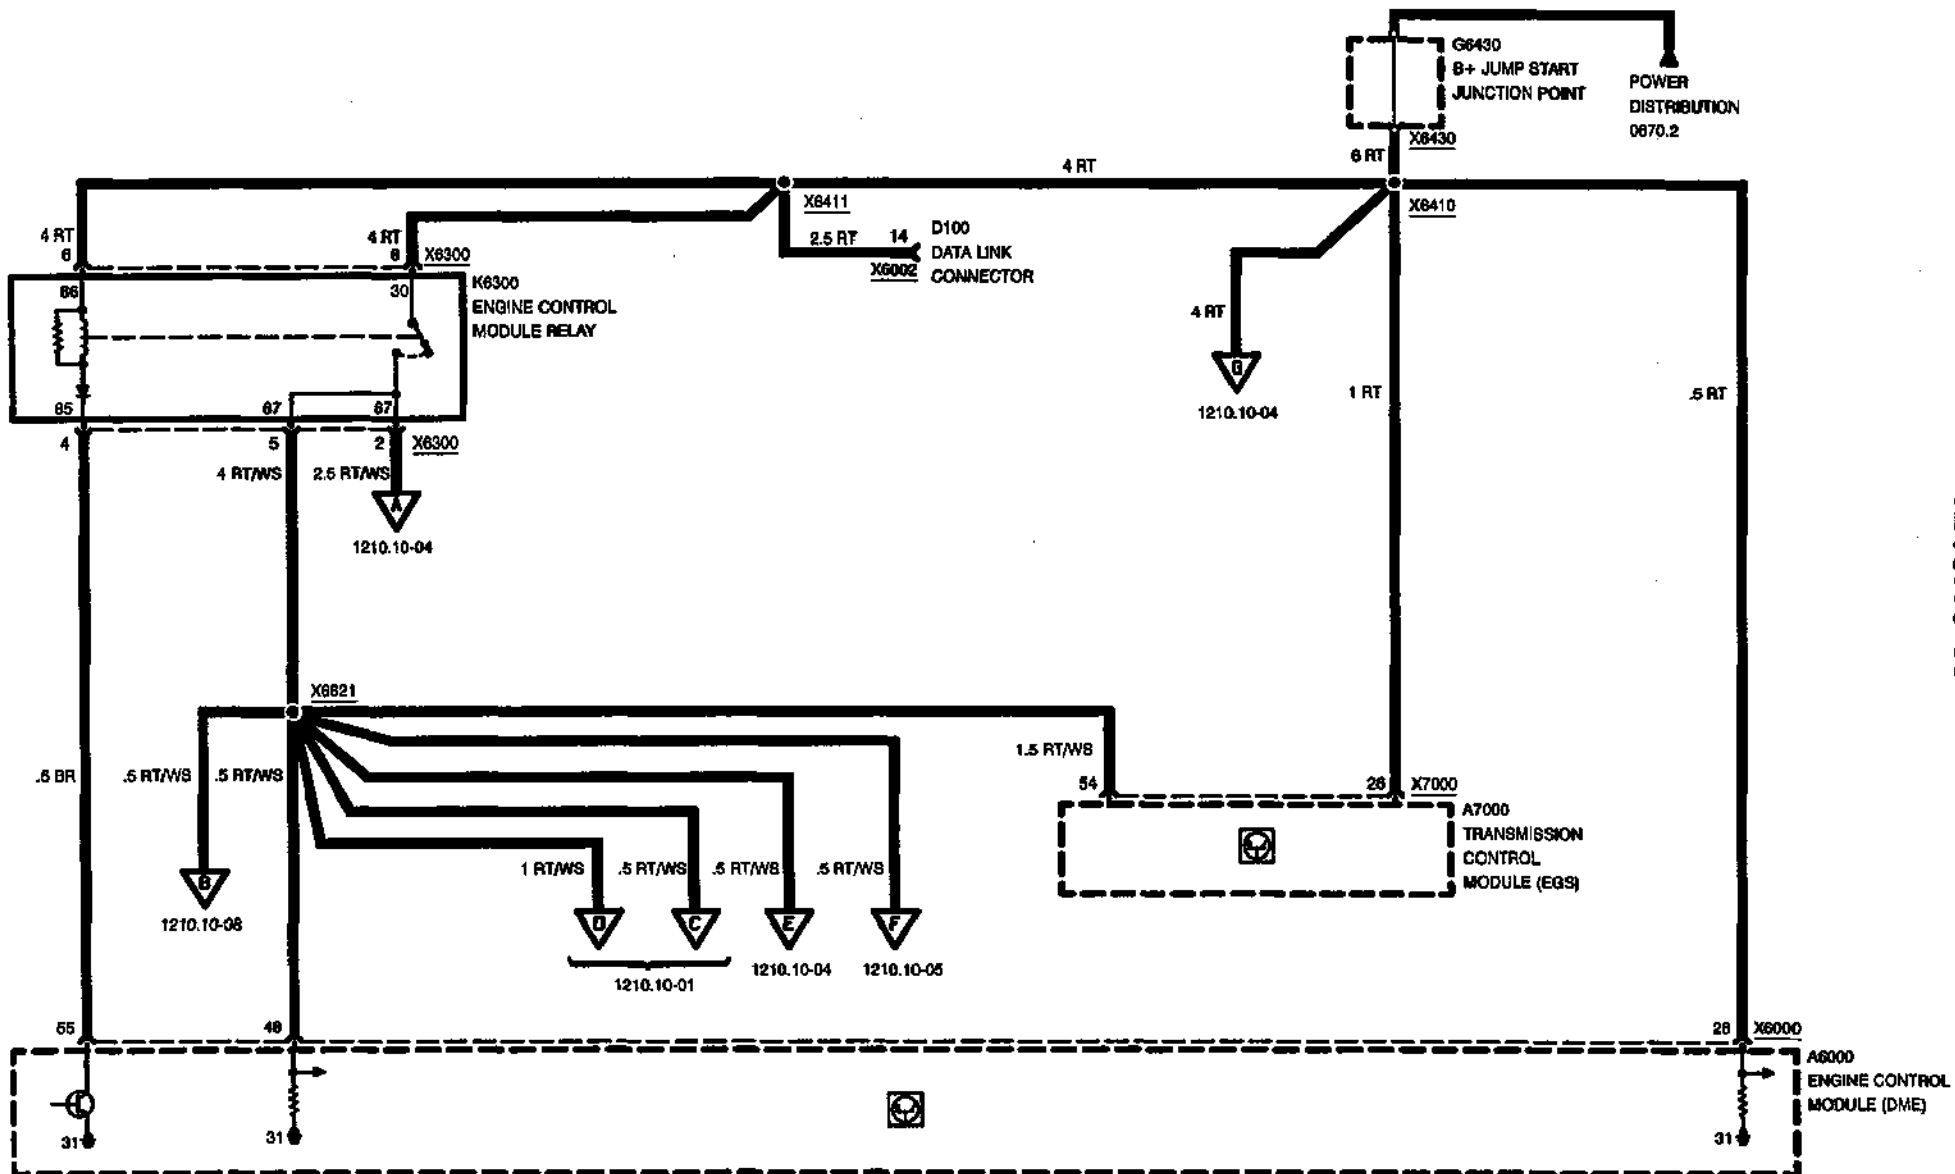 G6430
B+ JUMP START
JUNCTION POINT
POWER
DISTRIBUTION
0670.2
X6430
6 RT
4 RT
X6411
X6410
4 RT
6
4 RT
8
X6300
2.5 RT
14
X6002
D100
DATA LINK
CONNECTOR
86
30
K6300
ENGINE CONTROL
MODULE RELAY
4 RT
G
1210.10-04
1 RT
.5 RT
85
87
87
4
5
2
X6300
4 RT/WS
2.5 RT/WS
A
1210.10-04
X6821
.5 BR
.5 RT/WS
.5 RT/WS
1.5 RT/WS
54
26
X7000
A7000
TRANSMISSION
CONTROL
MODULE (EGS)
1 RT/WS
.5 RT/WS
.5 RT/WS
.5 RT/WS
B
1210.10-08
D
C
E
F
1210.10-01
1210.10-04
1210.10-05
55
48
26
X6000
A6000
ENGINE CONTROL
MODULE (DME)
31
31
31